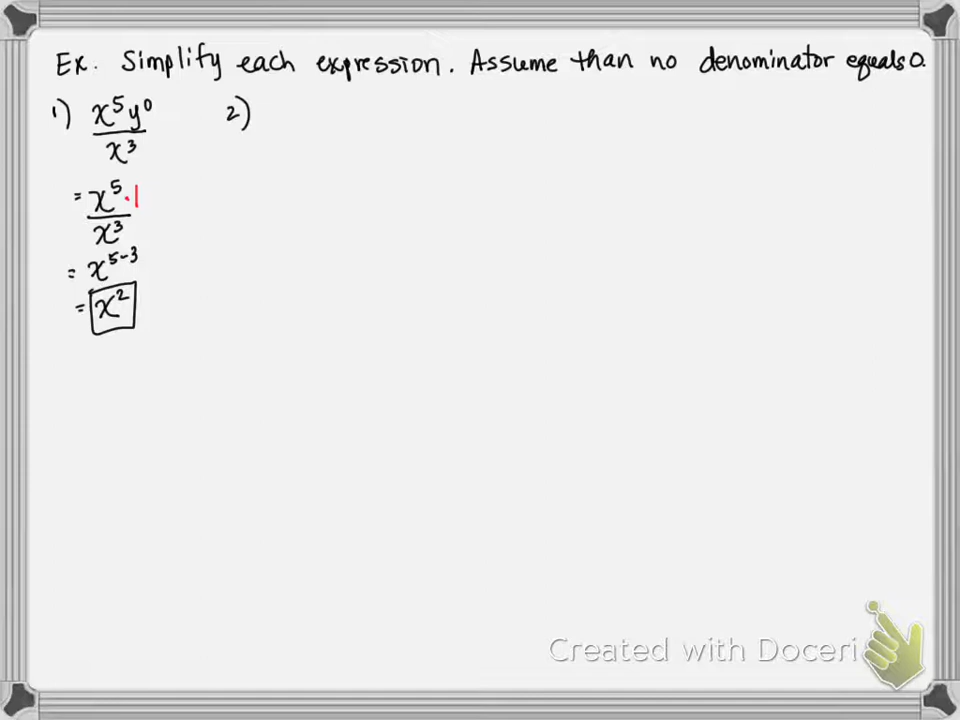 Ex. Simplify each expression. Assume than no denominator equals 0.
1) x⁵y⁰/x³ 2)
= x⁵·1/x³
= x⁵⁻³
= x²
Created with Doceri